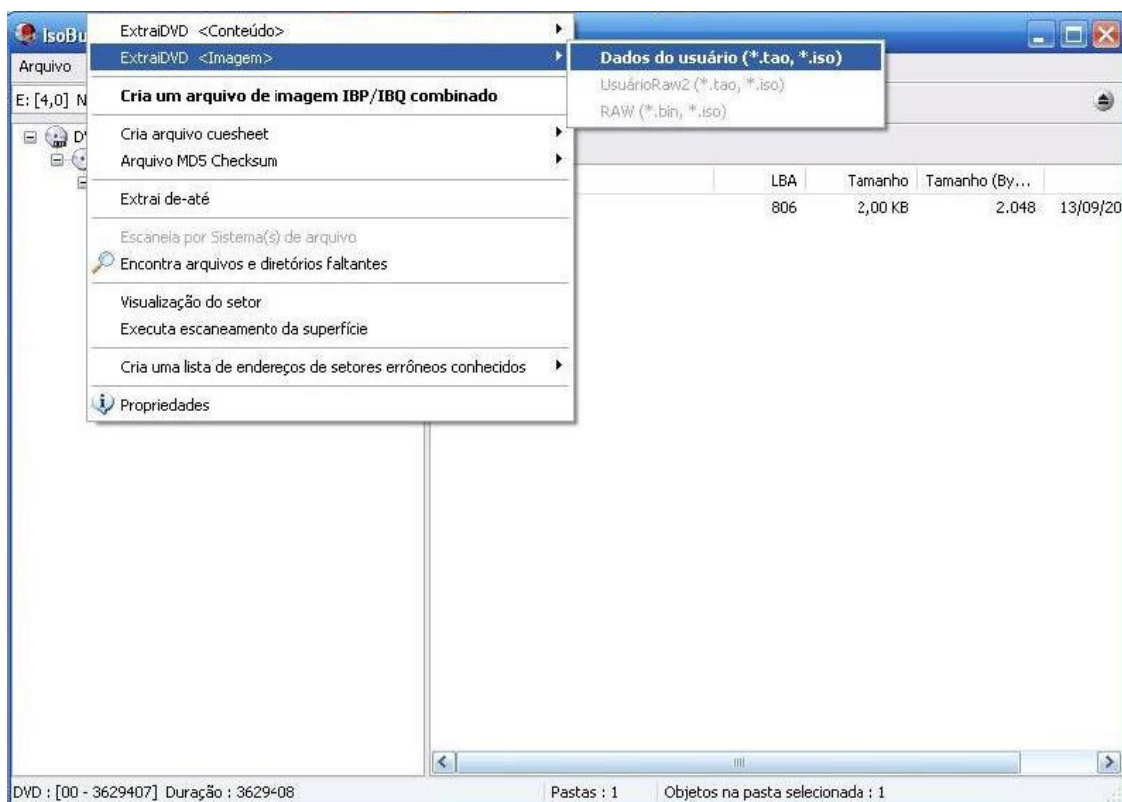 IsoBu
Arquivo
E: [4,0] N
D'
ExtraiDVD <Conteúdo>
ExtraiDVD <Imagem>
Cria um arquivo de imagem IBP/IBQ combinado
Cria arquivo cuesheet
Arquivo MD5 Checksum
Extrai de-até
Escaneia por Sistema(s) de arquivo
Encontra arquivos e diretórios faltantes
Visualização do setor
Executa escaneamento da superfície
Cria uma lista de endereços de setores errôneos conhecidos
Propriedades
Dados do usuário (*.tao, *.iso)
UsuárioRaw2 (*.tao, *.iso)
RAW (*.bin, *.iso)
LBA Tamanho Tamanho (By...
806 2,00 KB 2.048 13/09/20
DVD : [00 - 3629407] Duração : 3629408 Pastas : 1 Objetos na pasta selecionada : 1